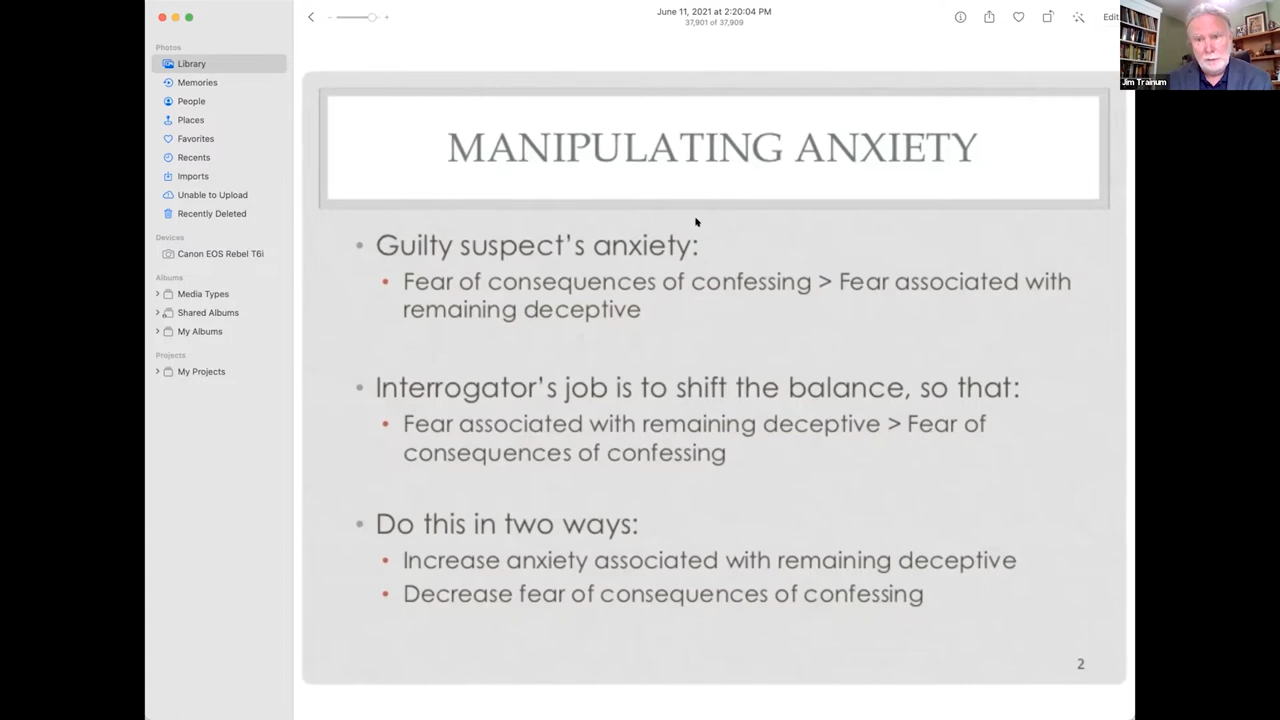 June 11, 2021 at 2:20:04 PM
37,901 of 37,909
Edit
Jim Trainum
Photos
Library
Memories
People
Places
Favorites
Recents
Imports
Unable to Upload
Recently Deleted
Devices
Canon EOS Rebel T6i
Albums
Media Types
Shared Albums
My Albums
Projects
My Projects
MANIPULATING ANXIETY
• Guilty suspect's anxiety:
• Fear of consequences of confessing > Fear associated with
remaining deceptive
• Interrogator's job is to shift the balance, so that:
• Fear associated with remaining deceptive > Fear of
consequences of confessing
• Do this in two ways:
• Increase anxiety associated with remaining deceptive
• Decrease fear of consequences of confessing
2